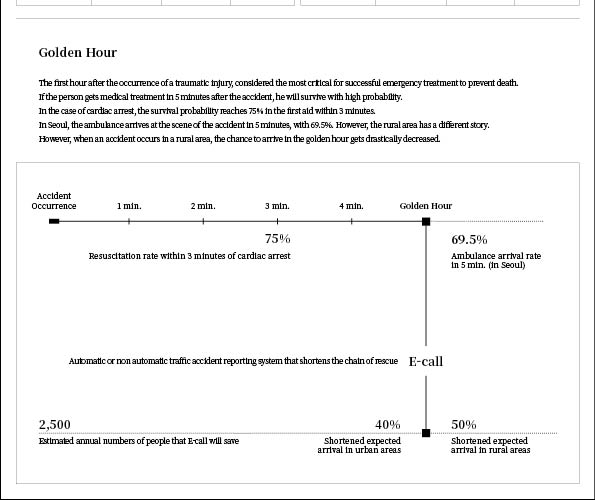 Golden Hour
The first hour after the occurrence of a traumatic injury, considered the most critical for successful emergency treatment to prevent death.
If the person gets medical treatment in 5 minutes after the accident, he will survive with high probability.
In the case of cardiac arrest, the survival probability reaches 75% in the first aid within 3 minutes.
In Seoul, the ambulance arrives at the scene of the accident in 5 minutes, with 69.5%. However, the rural area has a different story.
However, when an accident occurs in a rural area, the chance to arrive in the golden hour gets drastically decreased.
Accident
Occurrence
1 min.
2 min.
3 min.
4 min.
Golden Hour
75%
Resuscitation rate within 3 minutes of cardiac arrest
69.5%
Ambulance arrival rate
in 5 min. (in Seoul)
Automatic or non automatic traffic accident reporting system that shortens the chain of rescue
E-call
2,500
Estimated annual numbers of people that E-call will save
40%
Shortened expected
arrival in urban areas
50%
Shortened expected
arrival in rural areas